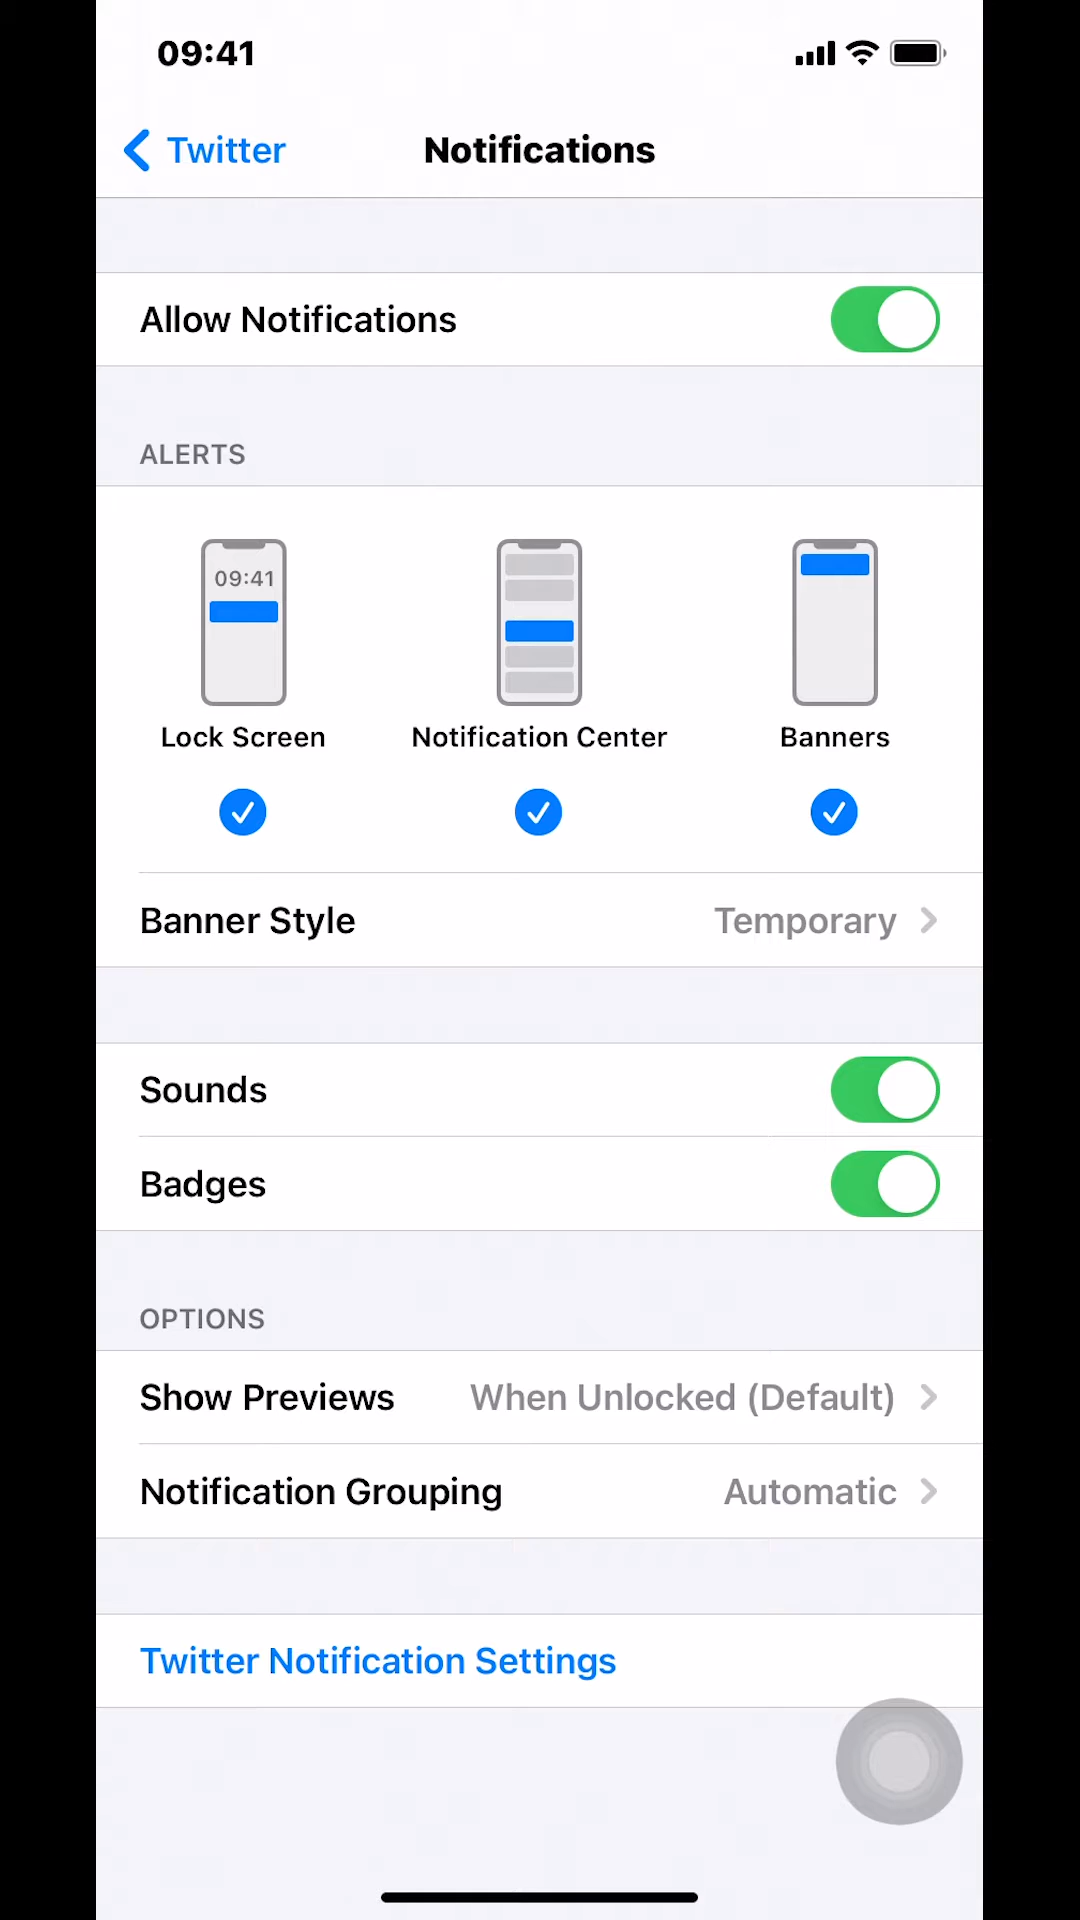 09:41
Twitter
Notifications
Allow Notifications
ALERTS
09:41
Lock Screen
Notification Center
Banners
Banner Style
Temporary
Sounds
Badges
OPTIONS
Show Previews
When Unlocked (Default)
Notification Grouping
Automatic
Twitter Notification Settings